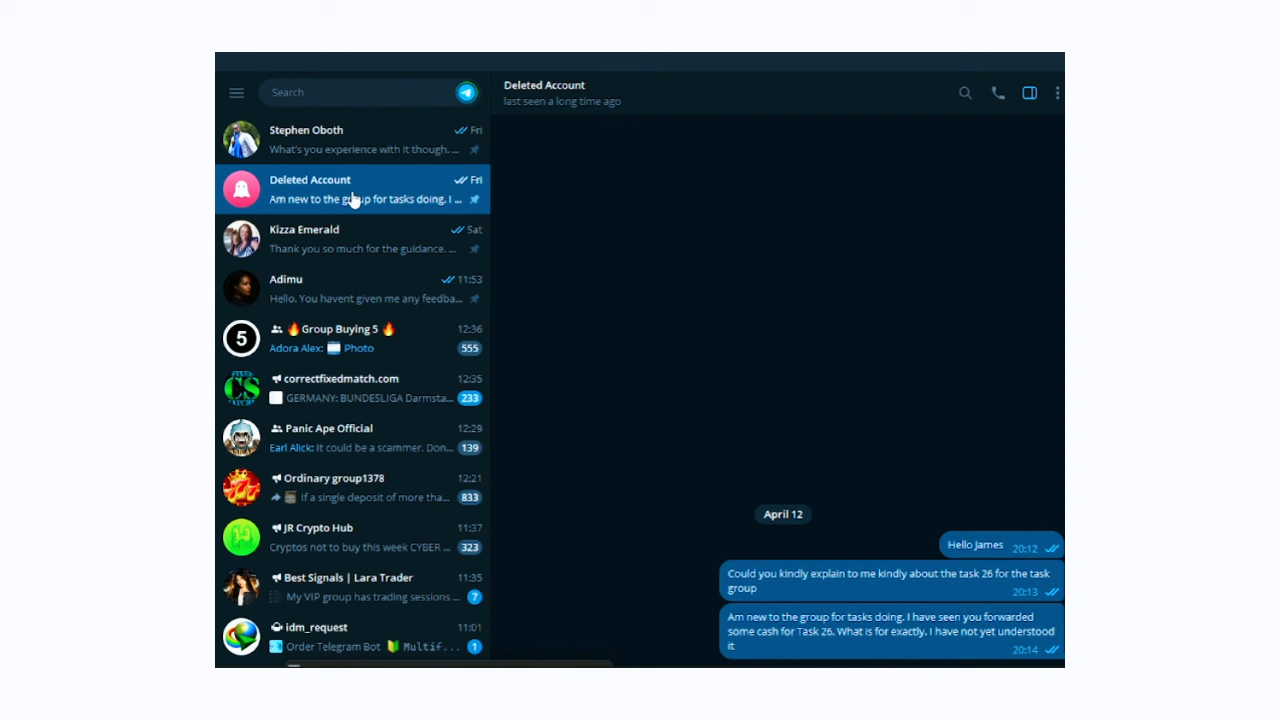 Search
Stephen Oboth
Fri
What's you experience with it though. ...
Deleted Account
Fri
Am new to the group for tasks doing. I ...
Kizza Emerald
Sat
Thank you so much for the guidance. ...
Adimu
11:53
Hello. You havent given me any feedba...
5
🔥Group Buying 5 🔥
12:36
Adora Alex: Photo
555
correctfixedmatch.com
12:35
GERMANY: BUNDESLIGA Darmsta...
233
Panic Ape Official
12:29
Earl Alick: It could be a scammer. Don...
139
Ordinary group1378
12:21
If a single deposit of more tha...
833
JR Crypto Hub
11:37
Cryptos not to buy this week CYBER ...
323
Best Signals | Lara Trader
11:35
My VIP group has trading sessions ...
7
idm_request
11:01
Order Telegram Bot 🔰 Multif...
1
Deleted Account
last seen a long time ago
April 12
Hello James
20:12
Could you kindly explain to me kindly about the task 26 for the task
group
20:13
Am new to the group for tasks doing. I have seen you forwarded
some cash for Task 26. What is for exactly. I have not yet understood
it
20:14